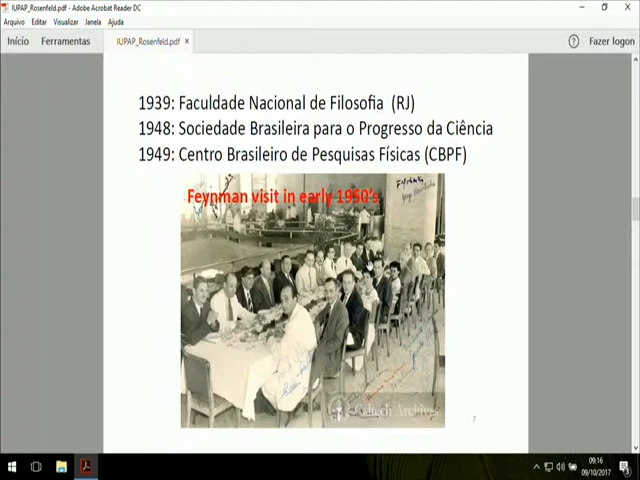 IUPAP_Rosenfeld.pdf - Adobe Acrobat Reader DC
Arquivo Editar Visualizar Janela Ajuda
Início Ferramentas IUPAP_Rosenfeld.pdf × ? Fazer logon
1939: Faculdade Nacional de Filosofia (RJ)
1948: Sociedade Brasileira para o Progresso da Ciência
1949: Centro Brasileiro de Pesquisas Físicas (CBPF)
Feynman visit in early 1950's
Caltech Archives
7
09:16
09/10/2017
3